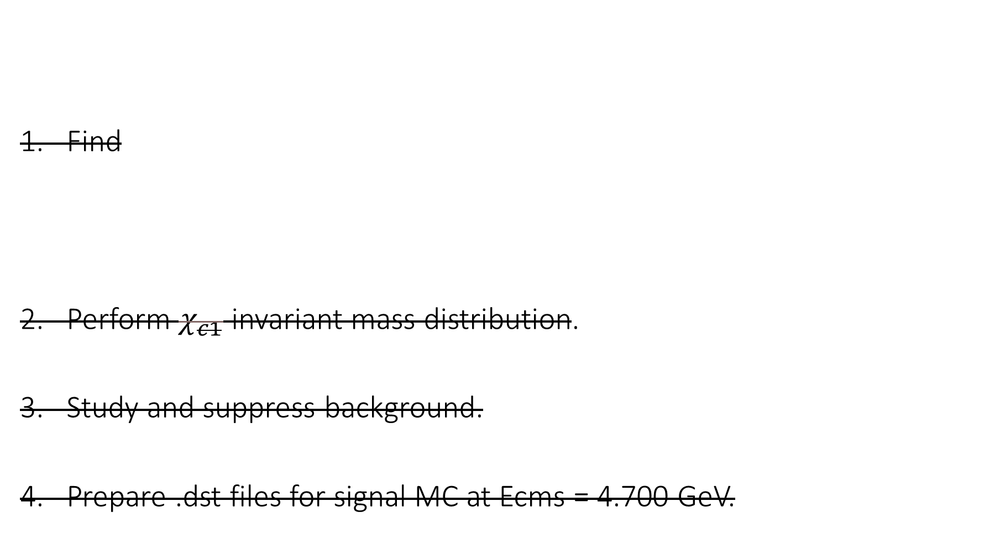 1. Find
2. Perform χc1 invariant mass distribution.
3. Study and suppress background.
4. Prepare .dst files for signal MC at Ecms = 4.700 GeV.